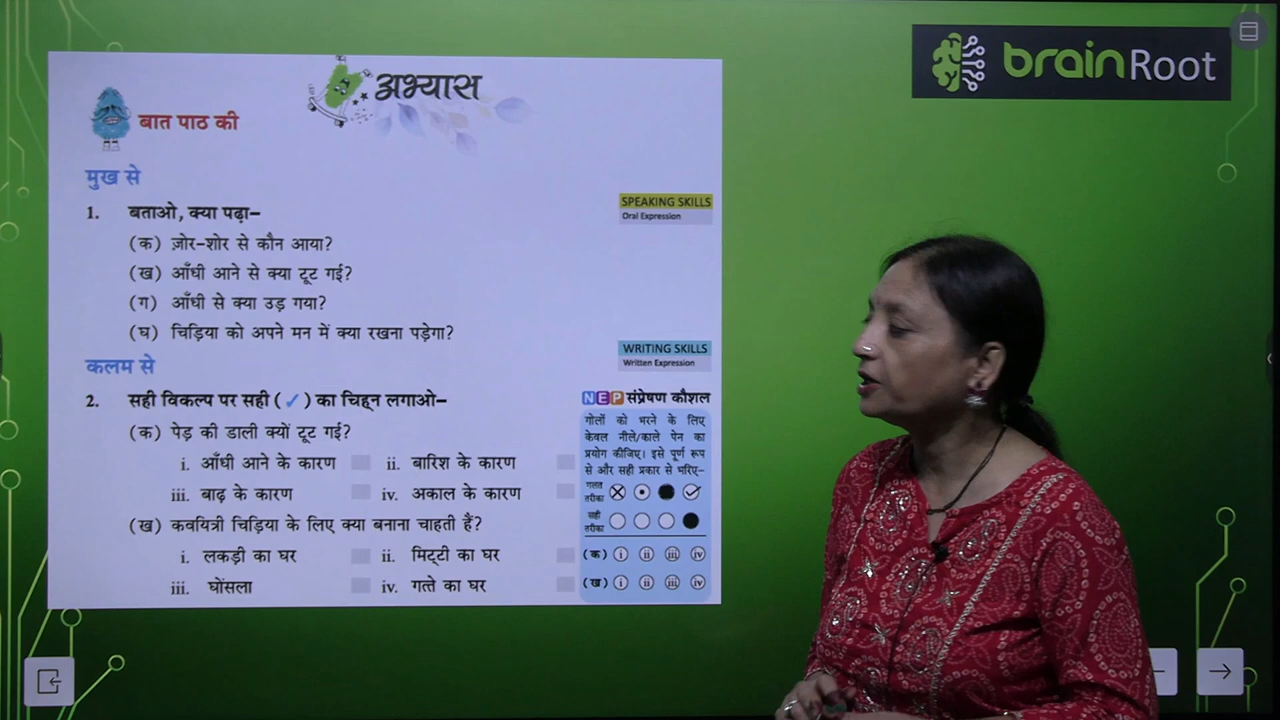 brainRoot
अभ्यास
बात पाठ की
मुख से
1. बताओ, क्या पढ़ा–
SPEAKING SKILLS
Oral Expression
(क) ज़ोर-शोर से कौन आया?
(ख) आँधी आने से क्या टूट गई?
(ग) आँधी से क्या उड़ गया?
(घ) चिड़िया को अपने मन में क्या रखना पड़ेगा?
कलम से
WRITING SKILLS
Written Expression
2. सही विकल्प पर सही (✓) का चिह्न लगाओ–
(क) पेड़ की डाली क्यों टूट गई?
i. आँधी आने के कारण ii. बारिश के कारण
iii. बाढ़ के कारण iv. अकाल के कारण
(ख) कवयित्री चिड़िया के लिए क्या बनाना चाहती हैं?
i. लकड़ी का घर ii. मिट्टी का घर
iii. घोंसला iv. गत्ते का घर
NEP संप्रेषण कौशल
गोलों को भरने के लिए
केवल नीले/काले पेन का
प्रयोग कीजिए। इसे पूर्ण रूप
से और सही प्रकार से भरिए–
गलत
तरीका
सही
तरीका
(क) i ii iii iv
(ख) i ii iii iv